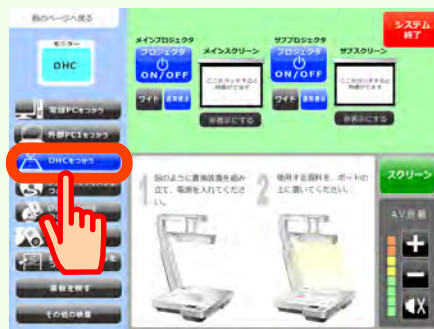 前のページへ戻る
モニター
DHC
メインプロジェクタ
プロジェクタ
ON/OFF
ワイド
メインスクリーン
ここをタッチすると
映像がでます
非表示にする
サブプロジェクタ
プロジェクタ
ON/OFF
ワイド
サブスクリーン
ここをタッチすると
映像がでます
非表示にする
システム
終了
常設PCをつかう
外部PC1をつかう
DHCをつかう
黒板を映す
その他の映像
1
図のように書画装置を組み
立て、電源を入れてくださ
い。
2
使用する資料を、ボードの
上に置いてください。
スクリーン
AV音量